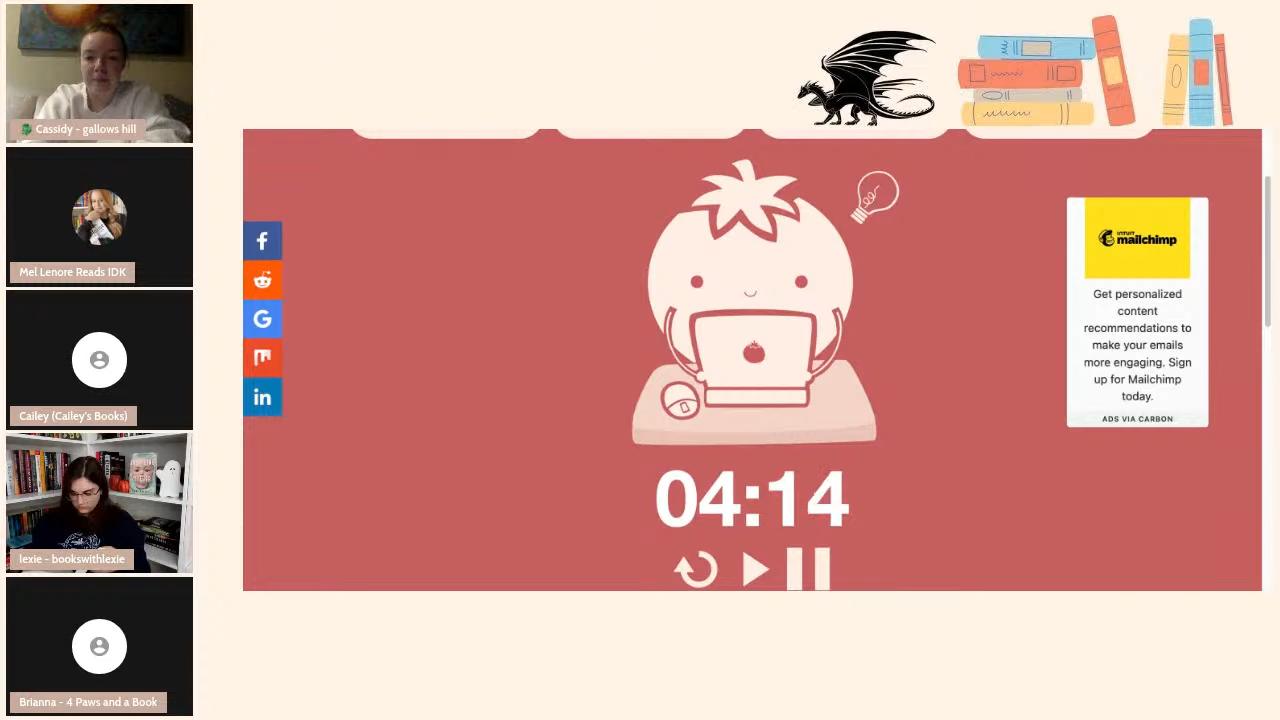 Cassidy - gallows hill
Mel Lenore Reads IDK
Cailey (Cailey's Books)
lexie - bookswithlexie
Brianna - 4 Paws and a Book
04:14
INTUIT
mailchimp
Get personalized
content
recommendations to
make your emails
more engaging. Sign
up for Mailchimp
today.
ADS VIA CARBON